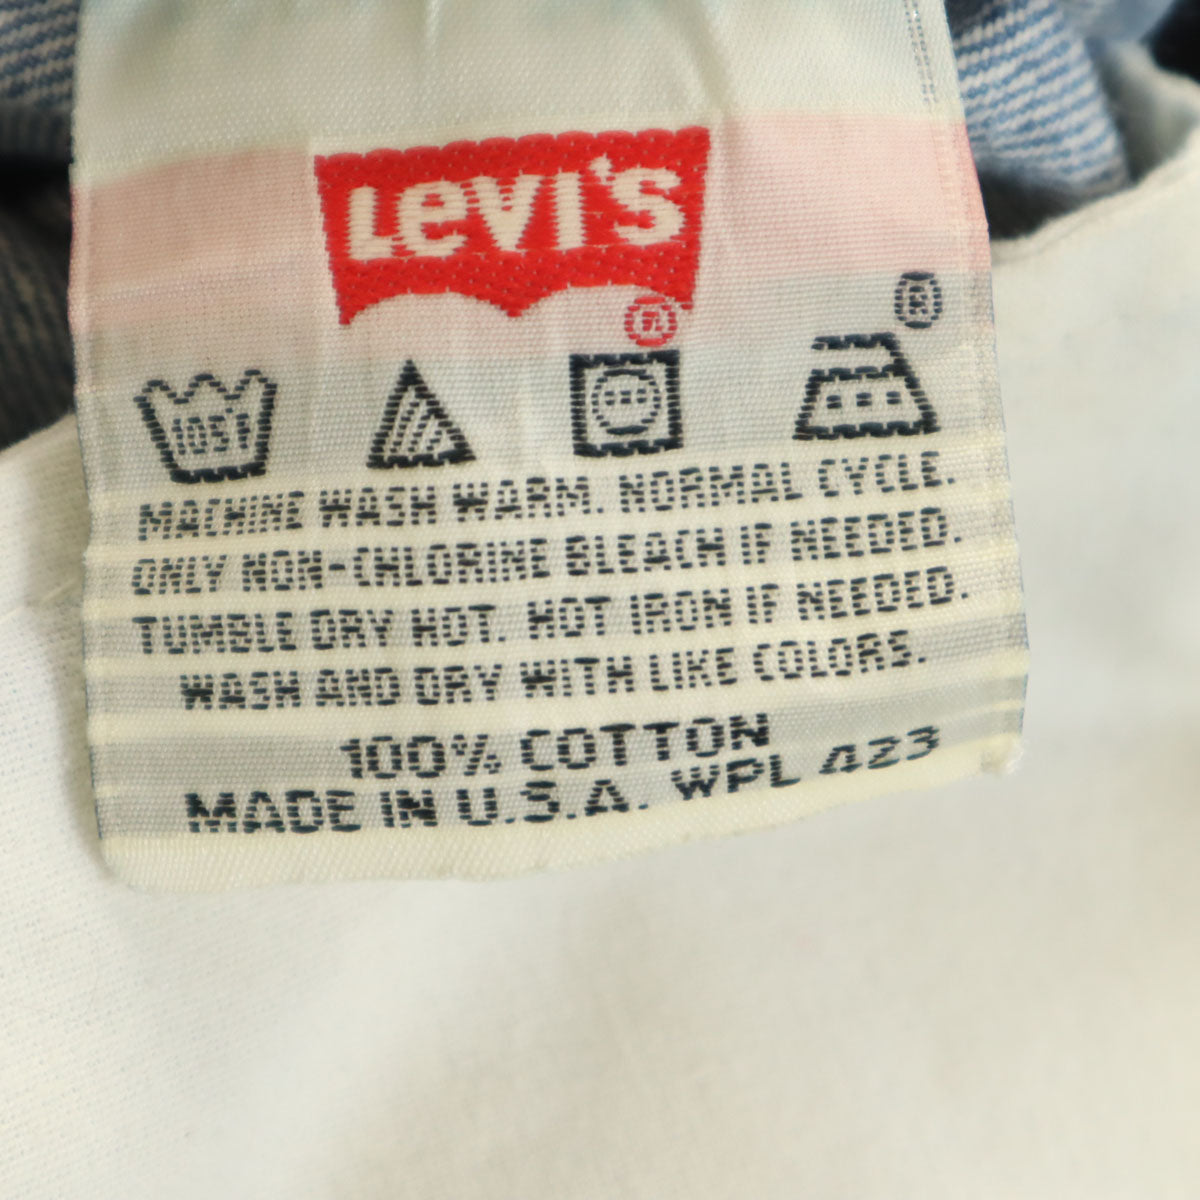 LEVI'S
®
®
105°F
MACHINE WASH WARM. NORMAL CYCLE.
ONLY NON-CHLORINE BLEACH IF NEEDED.
TUMBLE DRY HOT. HOT IRON IF NEEDED.
WASH AND DRY WITH LIKE COLORS.
100% COTTON
MADE IN U.S.A. WPL 423